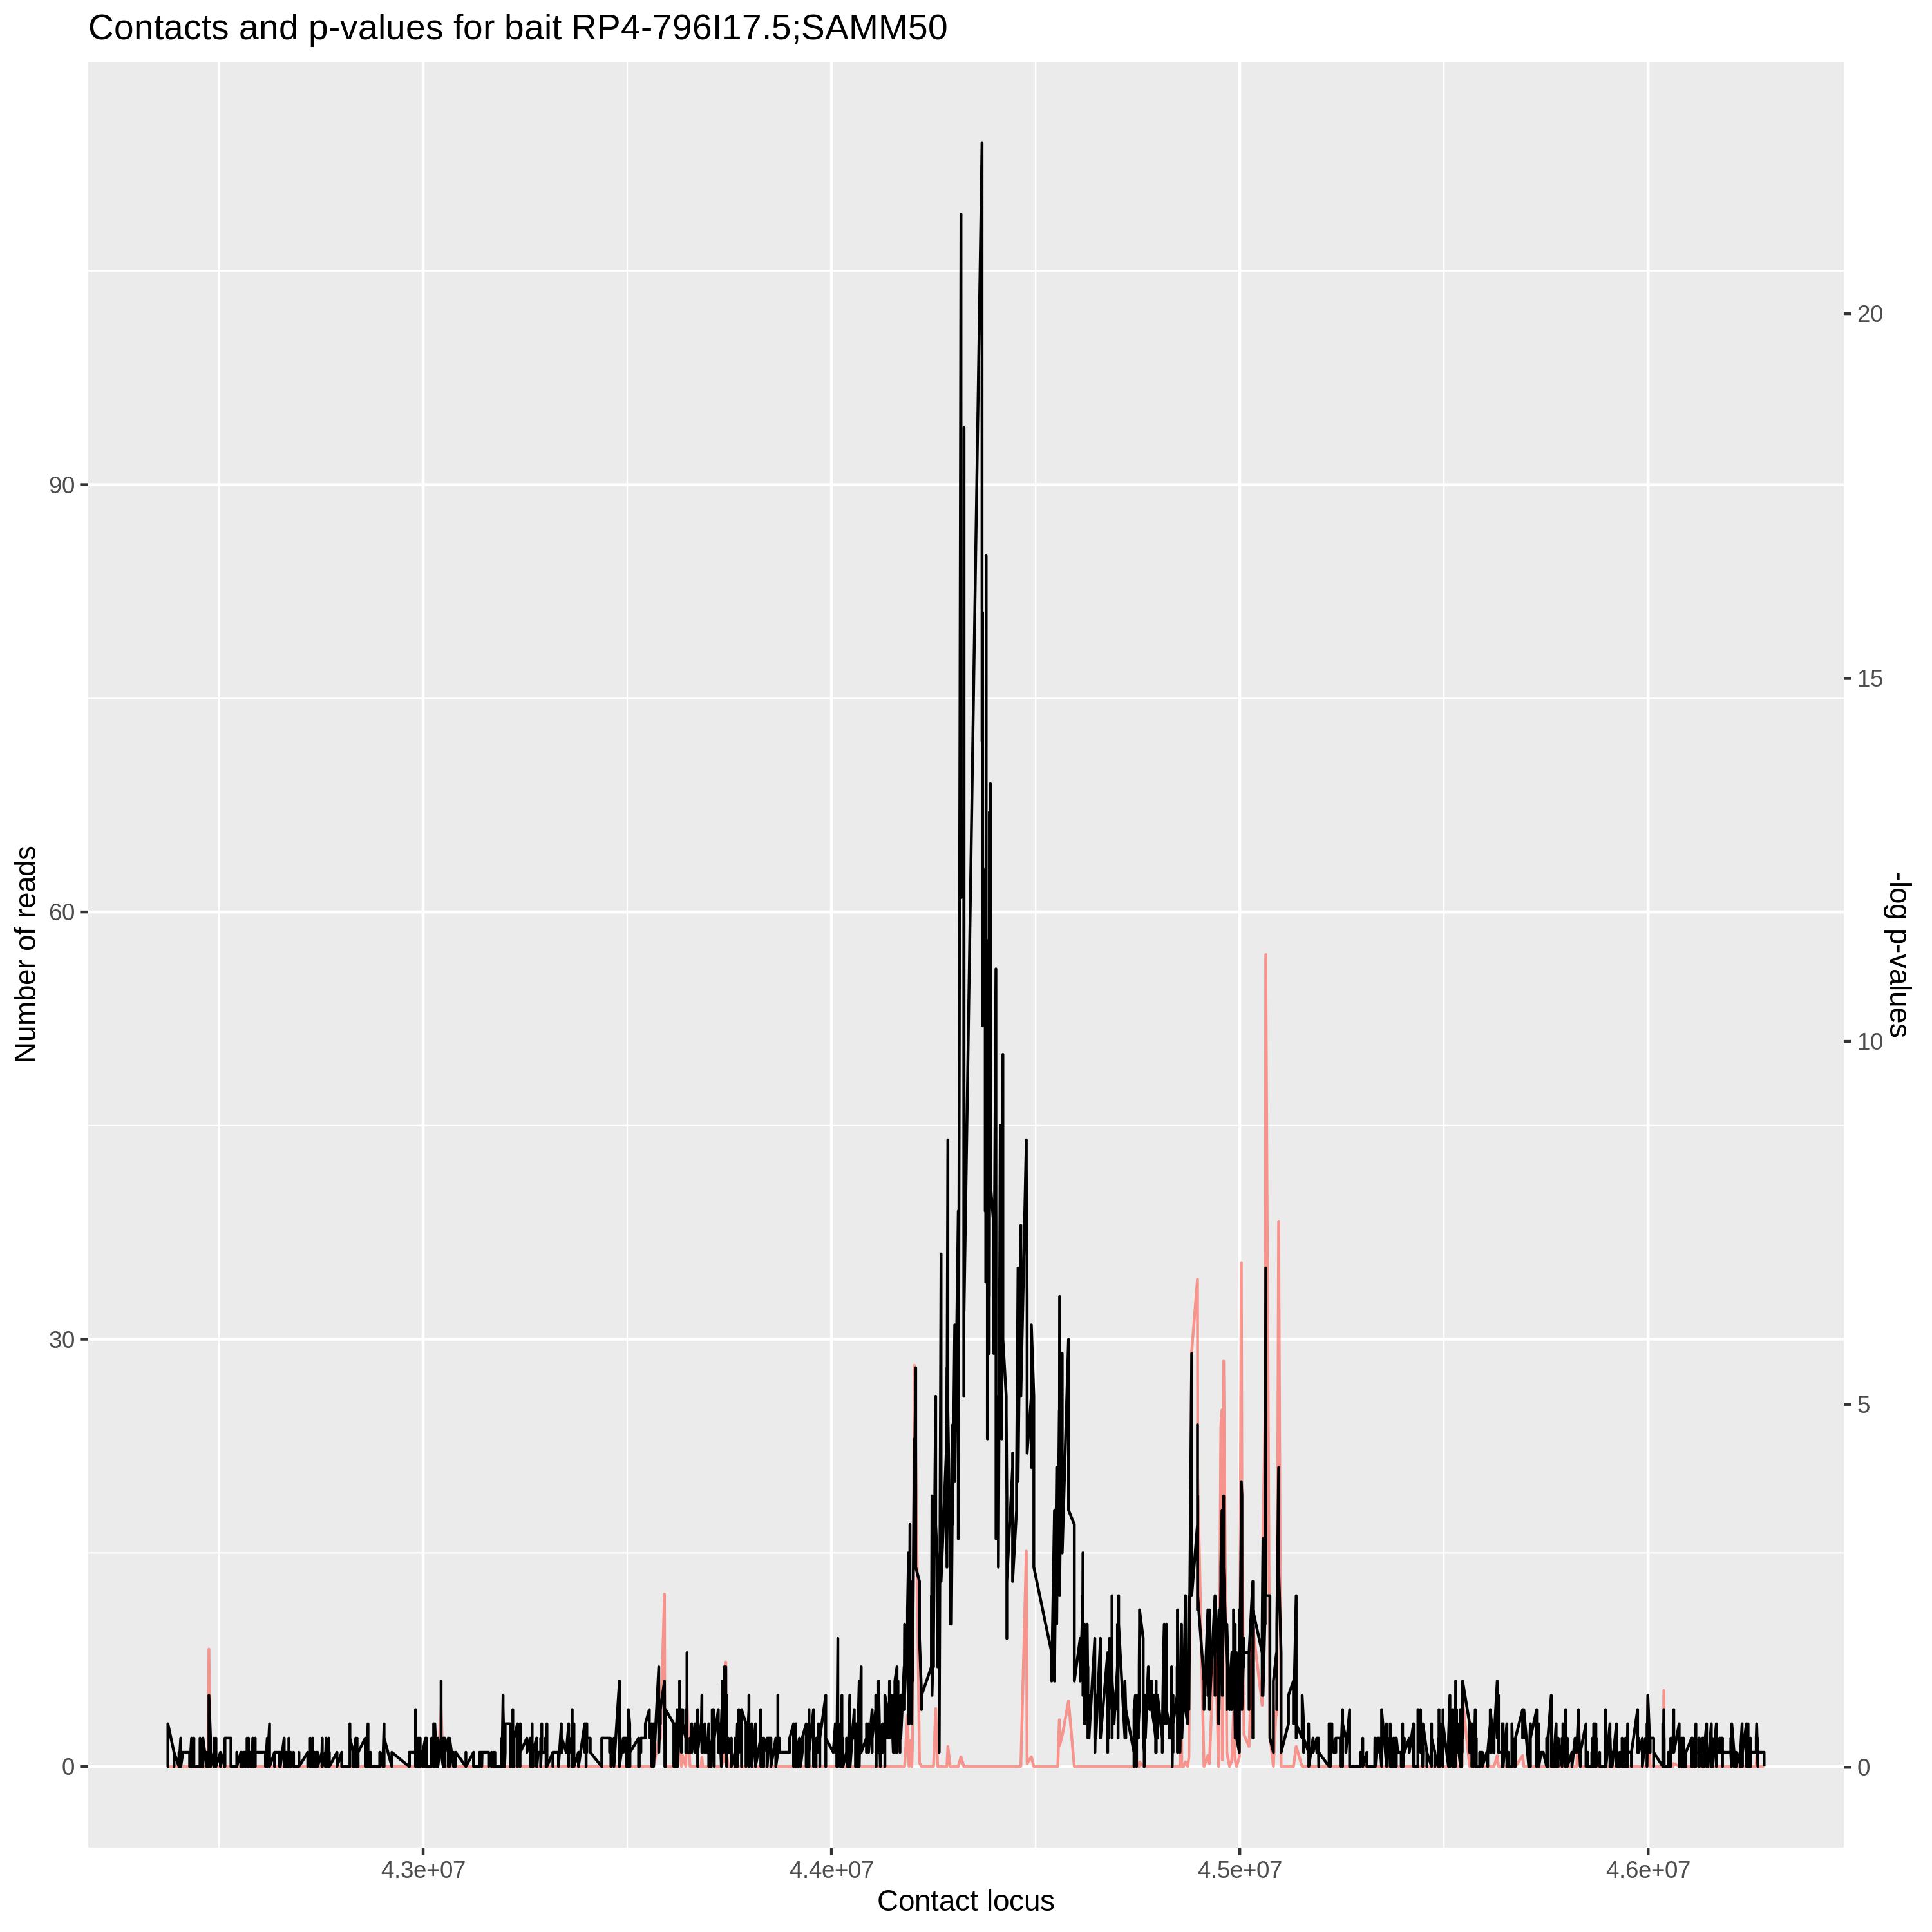 Contacts and p-values for bait RP4-796I17.5;SAMM50
Number of reads
90
60
30
0
20
15
10
5
0
-log p-values
4.3e+07
4.4e+07
4.5e+07
4.6e+07
Contact locus